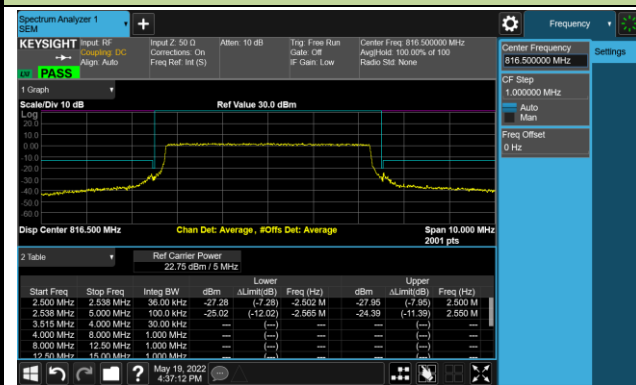 Spectrum Analyzer 1
SEM
Frequency
KEYSIGHT
Input: RF
Coupling: DC
Align: Auto
Input Z: 50 Ω
Corrections: On
Freq Ref: Int (S)
Atten: 10 dB
Trig: Free Run
Gate: Off
IF Gain: Low
Center Freq: 816.500000 MHz
Avg|Hold: 100.00% of 100
Radio Std: None
PASS
Center Frequency
816.500000 MHz
Settings
CF Step
1.000000 MHz
Auto
Man
Freq Offset
0 Hz
1 Graph
Scale/Div 10 dB
Ref Value 30.0 dBm
Log
20.0
10.0
0.00
-10.0
-20.0
-30.0
-40.0
-50.0
-60.0
Disp Center 816.500 MHz
Chan Det: Average, #Offs Det: Average
Span 10.000 MHz
2001 pts
2 Table
Ref Carrier Power
22.75 dBm / 5 MHz
Lower Upper
Start Freq Stop Freq Integ BW dBm ΔLimit(dB) Freq (Hz) dBm ΔLimit(dB) Freq (Hz)
2.500 MHz 2.538 MHz 36.00 kHz -27.28 (-7.28) -2.502 M -27.95 (-7.95) 2.500 M
2.538 MHz 5.000 MHz 100.0 kHz -25.02 (-12.02) -2.565 M -24.39 (-11.39) 2.550 M
3.515 MHz 4.000 MHz 30.00 kHz --- (---) --- --- (---) ---
4.000 MHz 8.000 MHz 1.000 MHz --- (---) --- --- (---) ---
8.000 MHz 12.50 MHz 1.000 MHz --- (---) --- --- (---) ---
12.50 MHz 15.00 MHz 1.000 MHz --- (---) --- --- (---) ---
May 19, 2022
4:37:12 PM